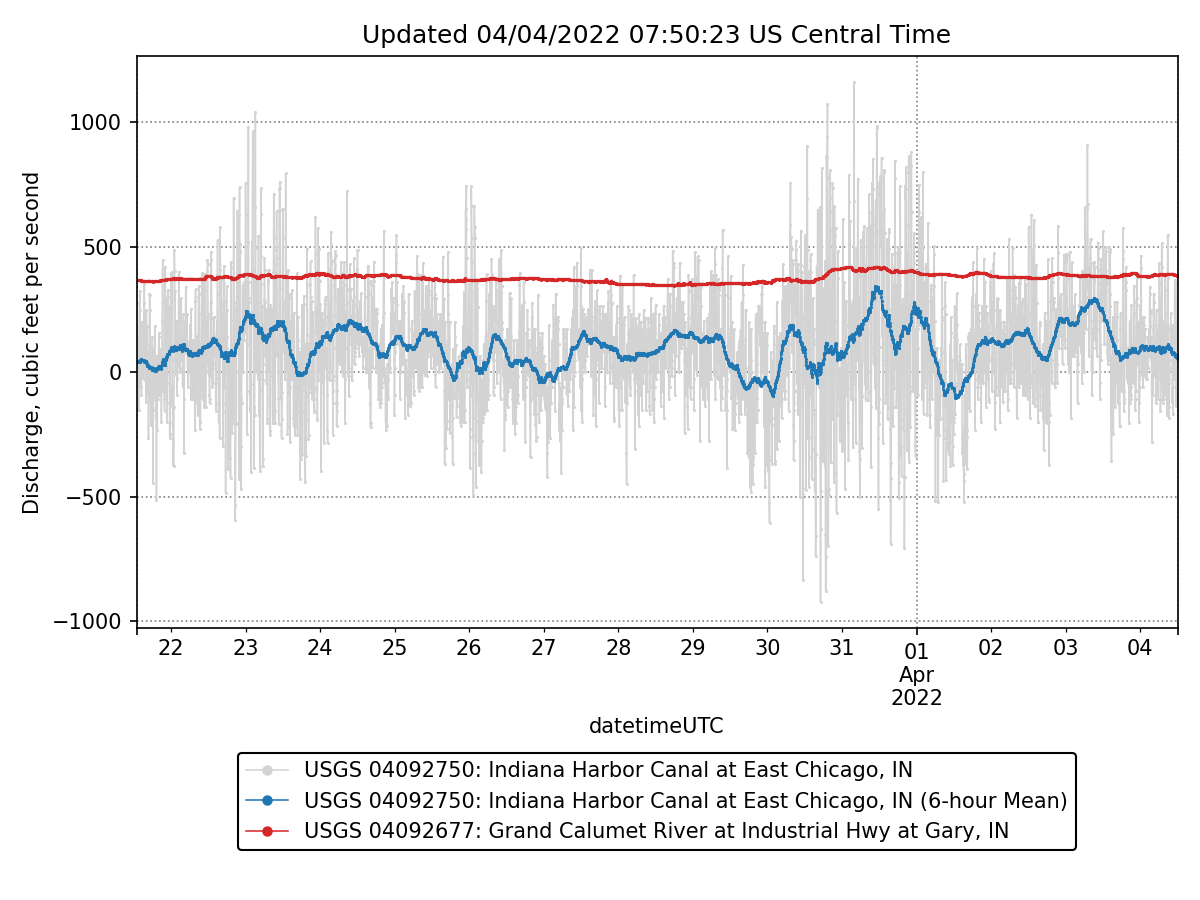 Updated 04/04/2022 07:50:23 US Central Time
Discharge, cubic feet per second
1000
500
0
−500
−1000
22 23 24 25 26 27 28 29 30 31 01 02 03 04
Apr
2022
datetimeUTC
USGS 04092750: Indiana Harbor Canal at East Chicago, IN
USGS 04092750: Indiana Harbor Canal at East Chicago, IN (6-hour Mean)
USGS 04092677: Grand Calumet River at Industrial Hwy at Gary, IN